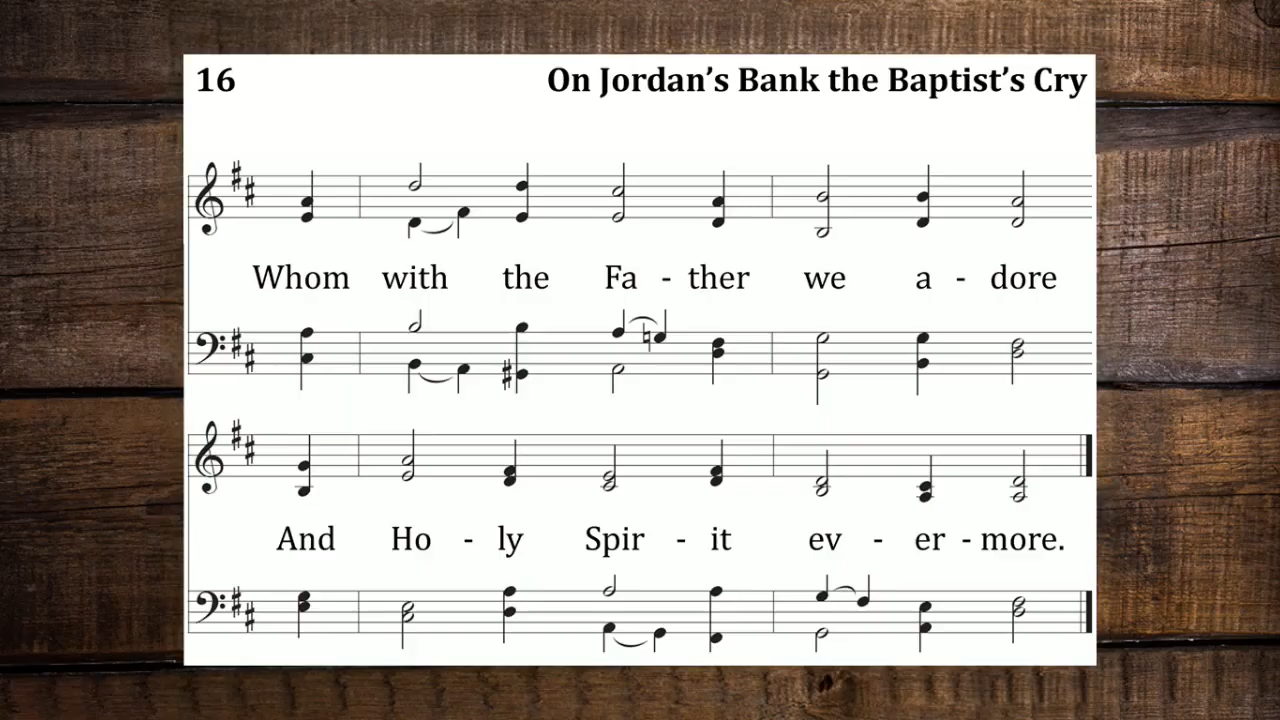 16 On Jordan’s Bank the Baptist’s Cry
Whom with the Fa - ther we a - dore
And Ho - ly Spir - it ev - er - more.